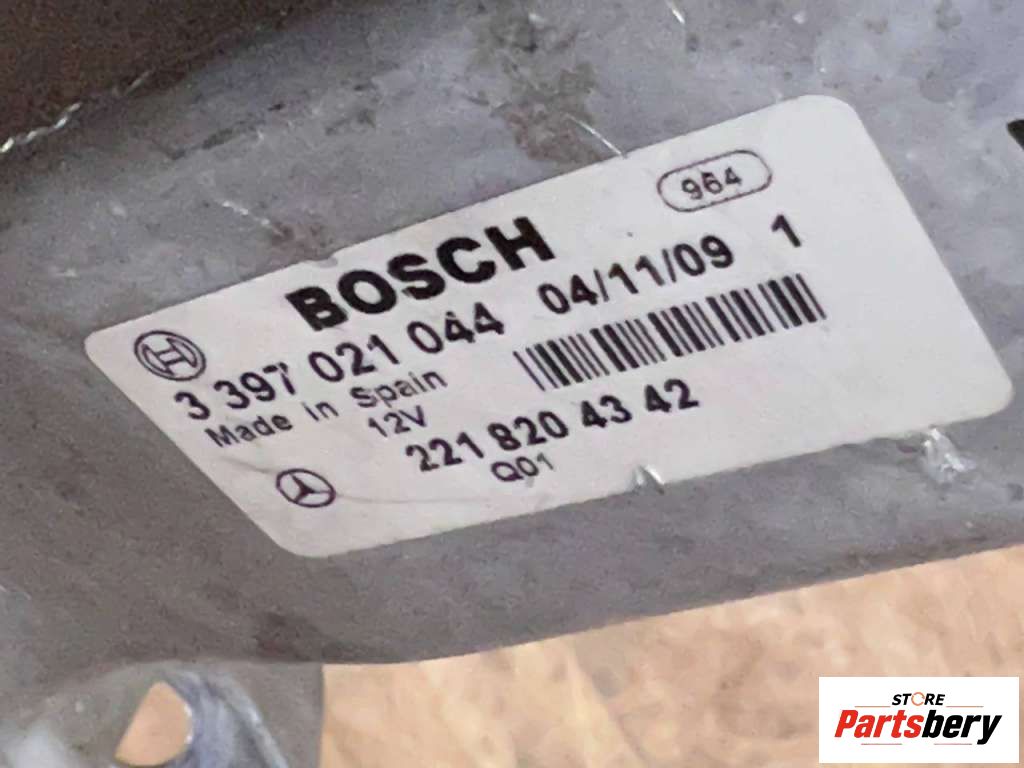 964
BOSCH
3 397 021 044 04/11/09 1
Made in Spain
12V
221 820 43 42
Q01
STORE
Partsbery